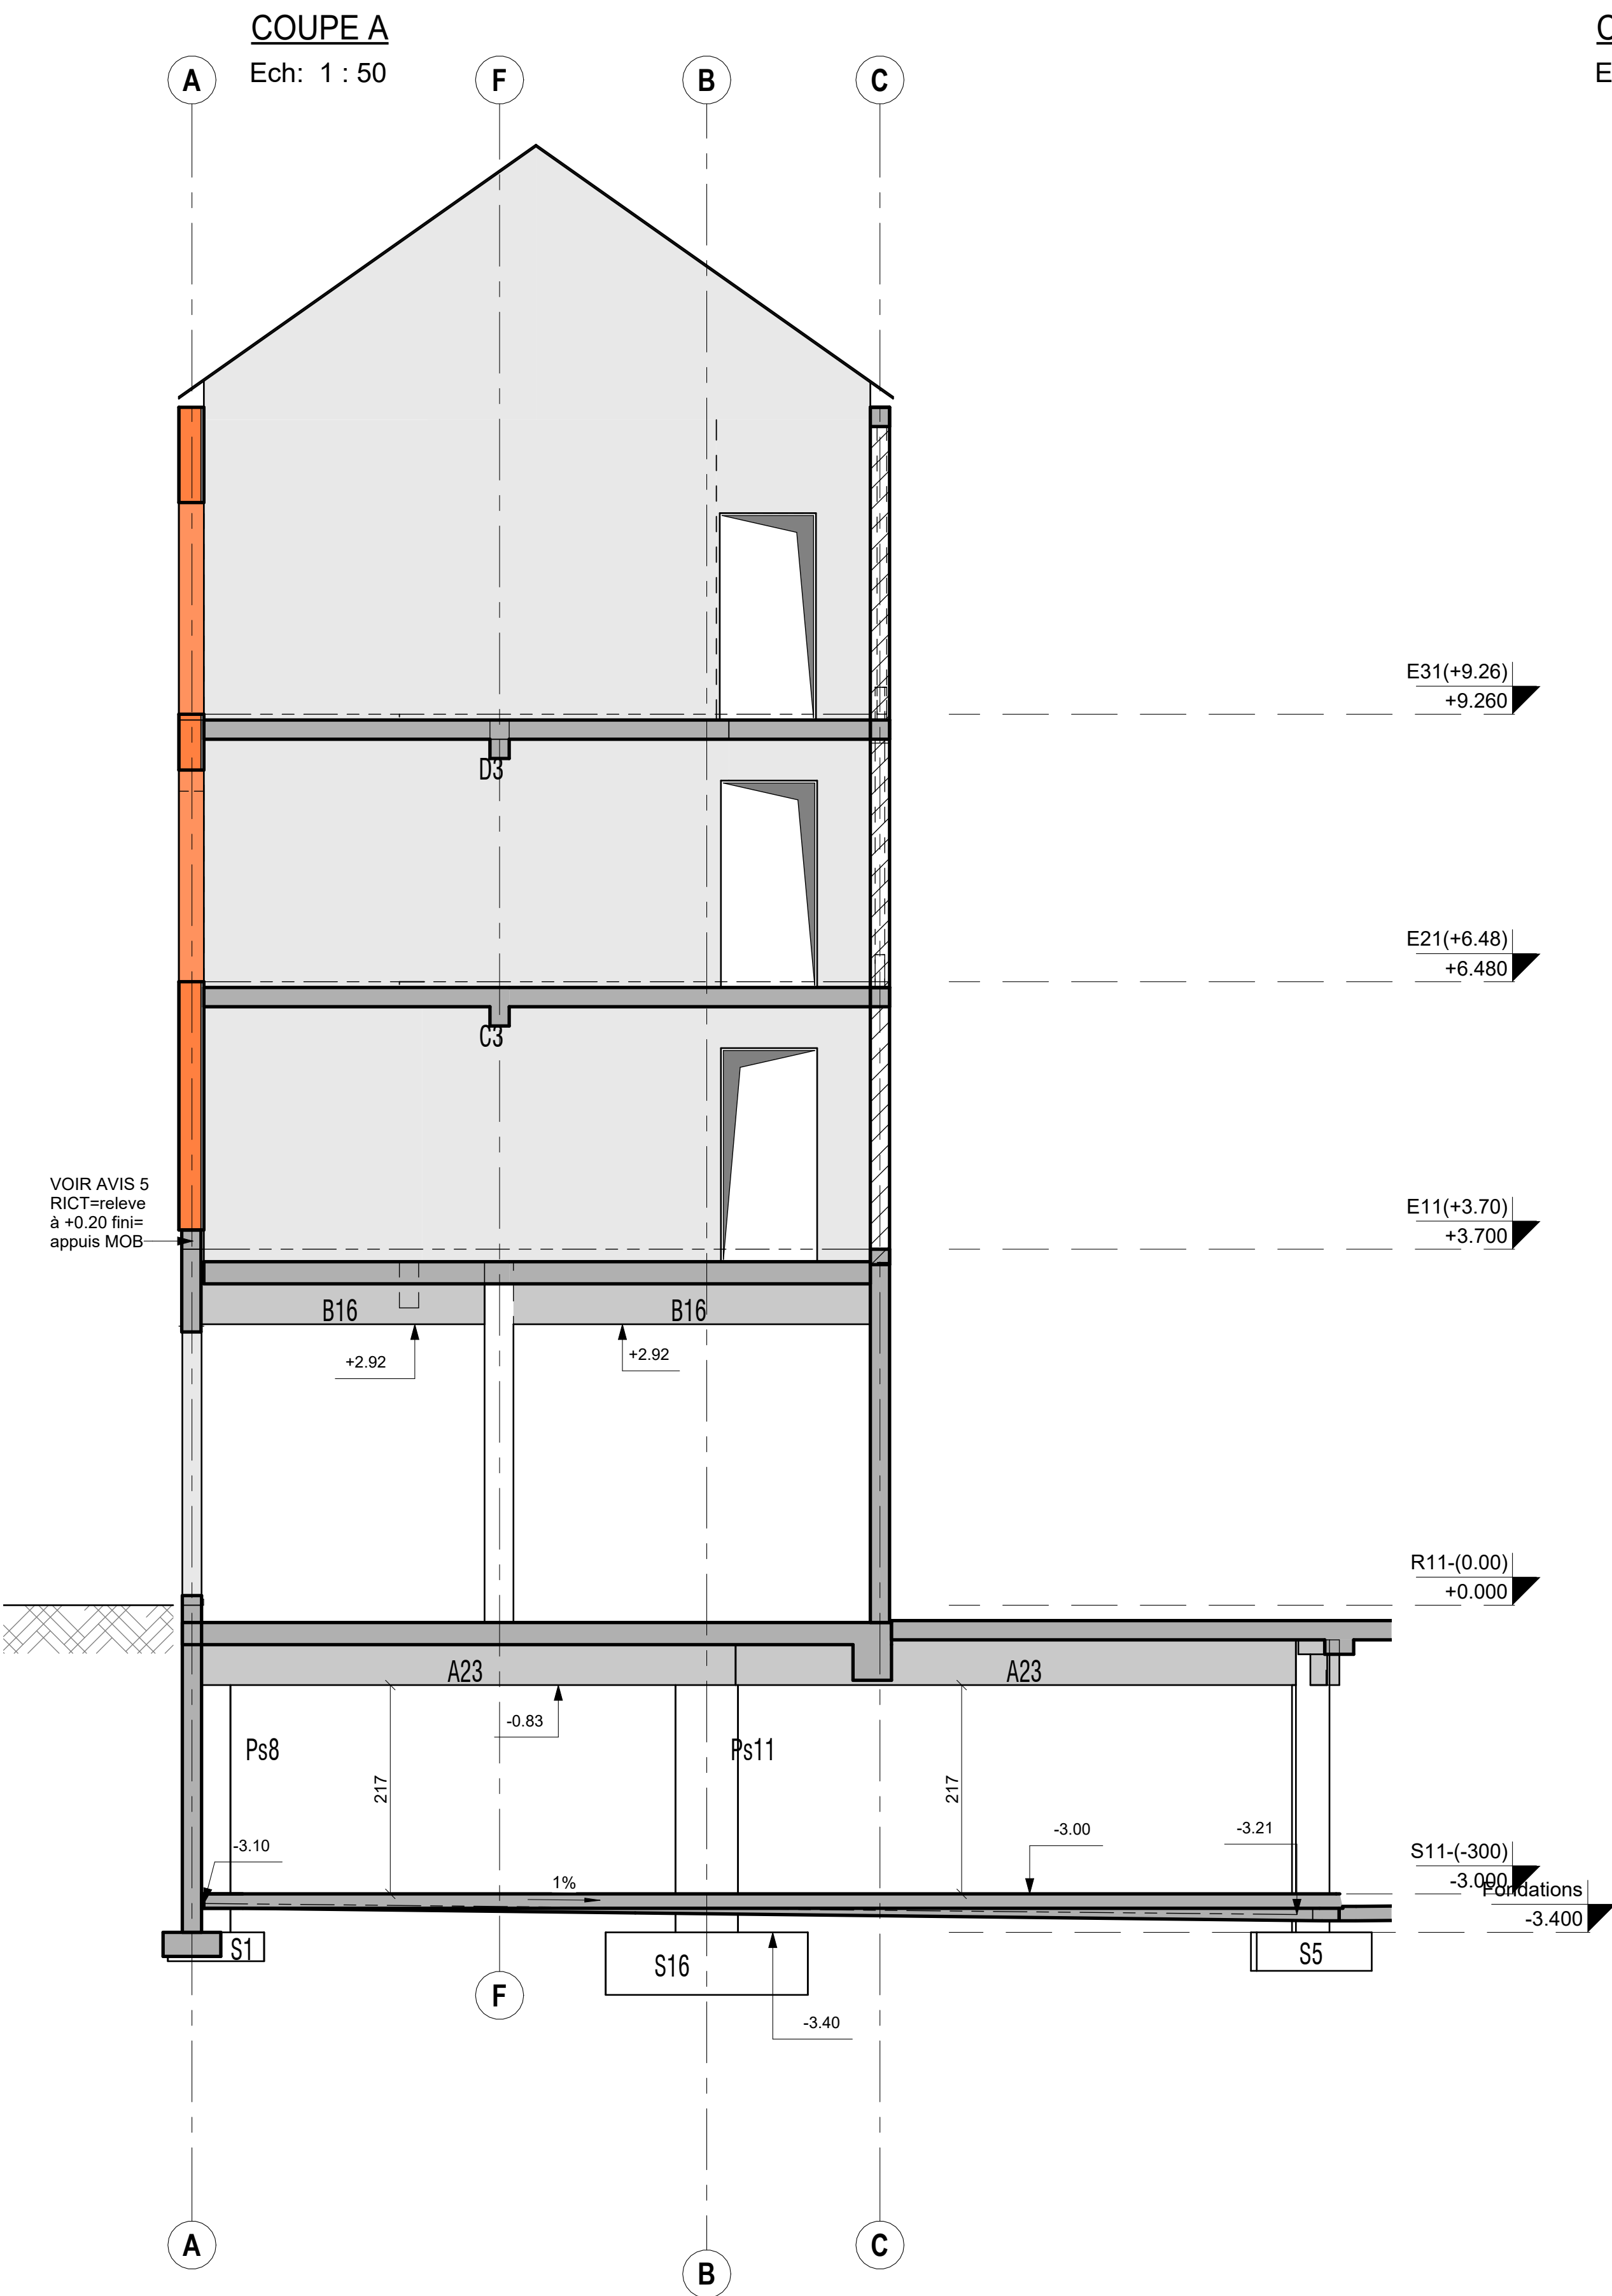 COUPE A
Ech: 1 : 50
C
E
A
F
B
C
E31(+9.26)
+9.260
D3
E21(+6.48)
+6.480
C3
VOIR AVIS 5
RICT=releve
à +0.20 fini=
appuis MOB
E11(+3.70)
+3.700
B16
B16
+2.92
+2.92
R11-(0.00)
+0.000
A23
A23
-0.83
Ps8
Ps11
217
217
-3.10
-3.00
-3.21
1%
S11-(-300)
-3.000
Fondations
-3.400
S1
S16
S5
F
-3.40
A
B
C